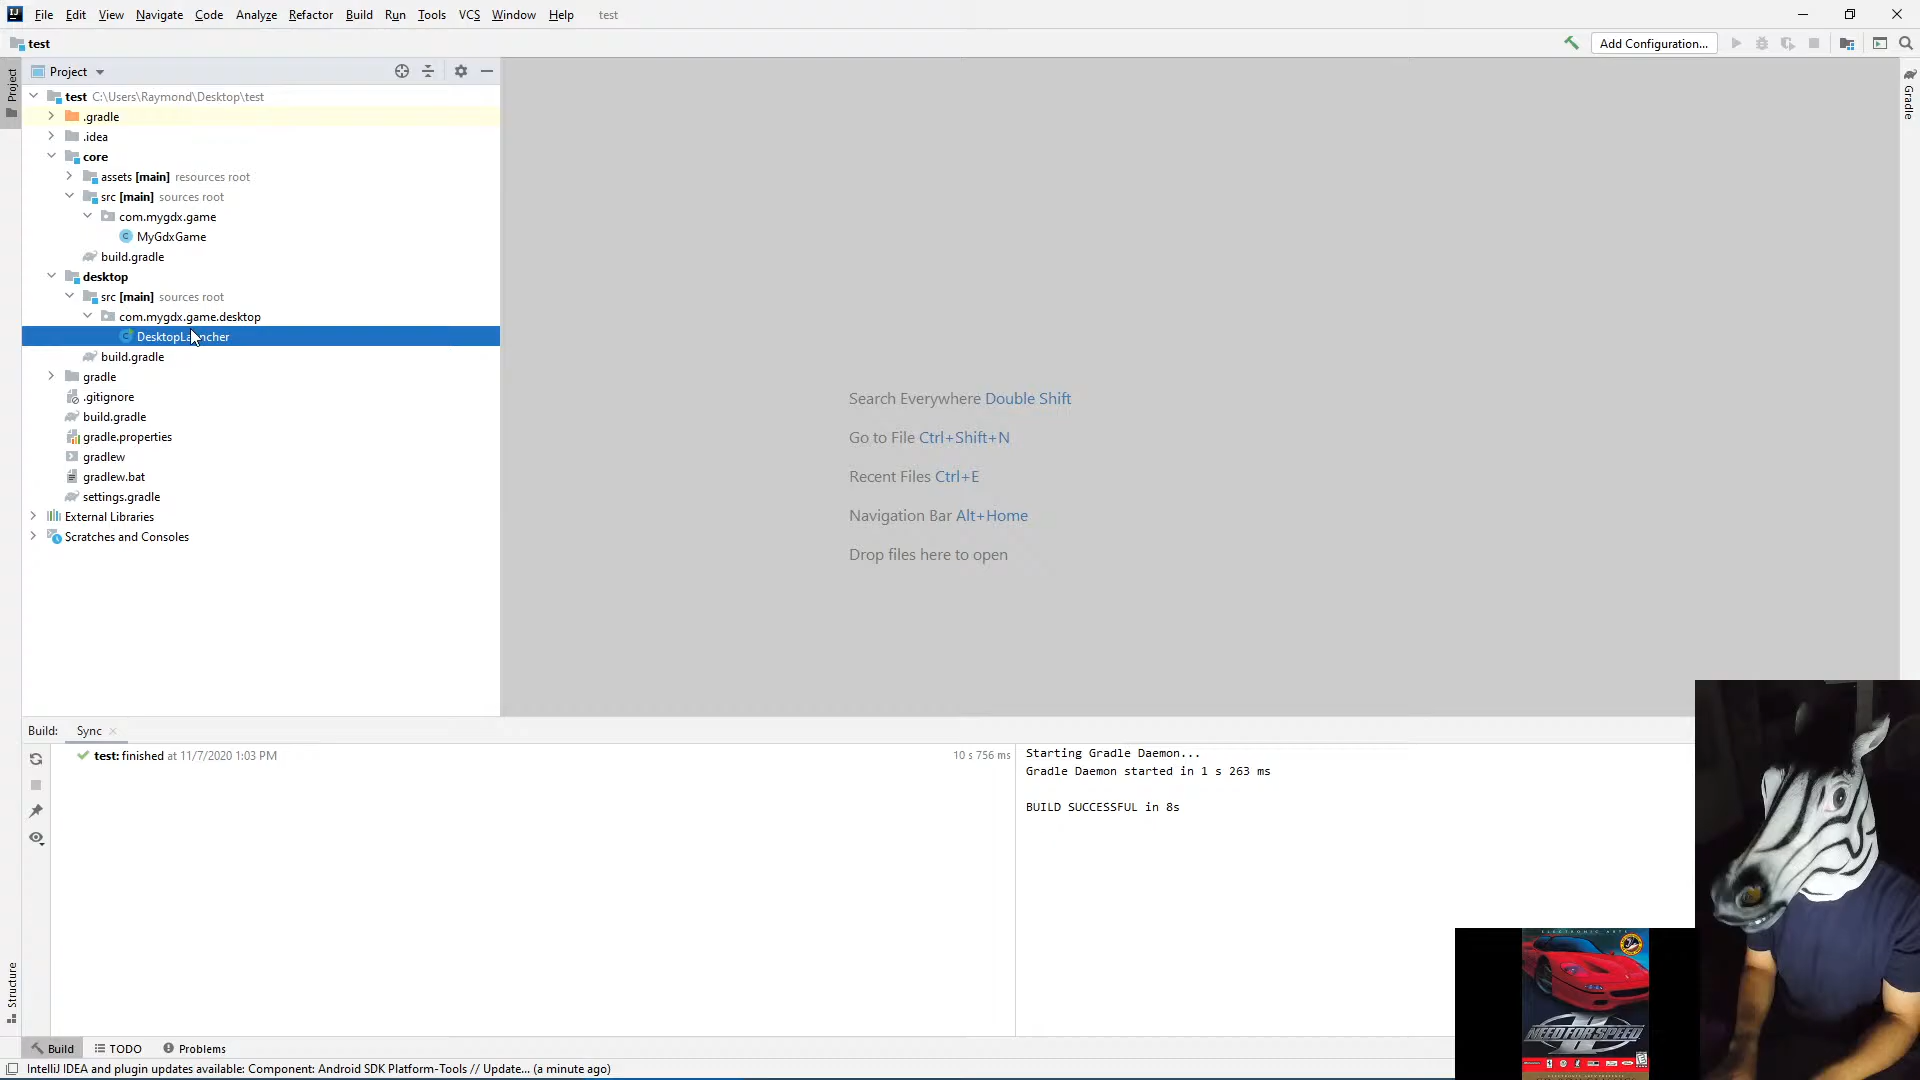 File Edit View Navigate Code Analyze Refactor Build Run Tools VCS Window Help test
test Add Configuration...
Project
Project
test C:\Users\Raymond\Desktop\test
.gradle
.idea
core
assets [main] resources root
src [main] sources root
com.mygdx.game
MyGdxGame
build.gradle
desktop
src [main] sources root
com.mygdx.game.desktop
DesktopLauncher
build.gradle
gradle
.gitignore
build.gradle
gradle.properties
gradlew
gradlew.bat
settings.gradle
External Libraries
Scratches and Consoles
Search Everywhere Double Shift
Go to File Ctrl+Shift+N
Recent Files Ctrl+E
Navigation Bar Alt+Home
Drop files here to open
Gradle
Build: Sync
test: finished at 11/7/2020 1:03 PM 10 s 756 ms
Starting Gradle Daemon...
Gradle Daemon started in 1 s 263 ms
BUILD SUCCESSFUL in 8s
Structure
ELECTRONIC ARTS
NEED FOR SPEED
II
Build TODO Problems
IntelliJ IDEA and plugin updates available: Component: Android SDK Platform-Tools // Update... (a minute ago)